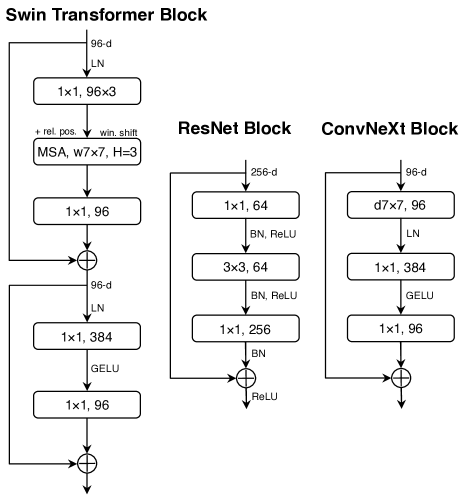 Swin Transformer Block
96-d
LN
1×1, 96×3
+ rel. pos.
win. shift
MSA, w7×7, H=3
1×1, 96
96-d
LN
1×1, 384
GELU
1×1, 96
ResNet Block
256-d
1×1, 64
BN, ReLU
3×3, 64
BN, ReLU
1×1, 256
BN
ReLU
ConvNeXt Block
96-d
d7×7, 96
LN
1×1, 384
GELU
1×1, 96